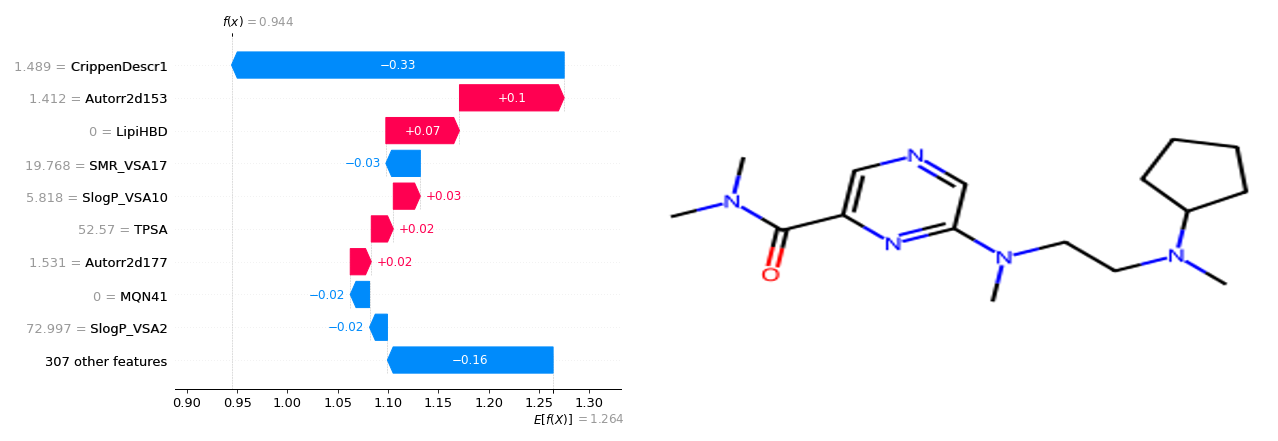 f(x) = 0.944
1.489 = CrippenDescr1
−0.33
1.412 = Autorr2d153
+0.1
0 = LipiHBD
+0.07
19.768 = SMR_VSA17
−0.03
5.818 = SlogP_VSA10
+0.03
52.57 = TPSA
+0.02
1.531 = Autorr2d177
+0.02
0 = MQN41
−0.02
72.997 = SlogP_VSA2
−0.02
307 other features
−0.16
0.90 0.95 1.00 1.05 1.10 1.15 1.20 1.25 1.30
E[f(X)] = 1.264
N
N
N
O
N
N